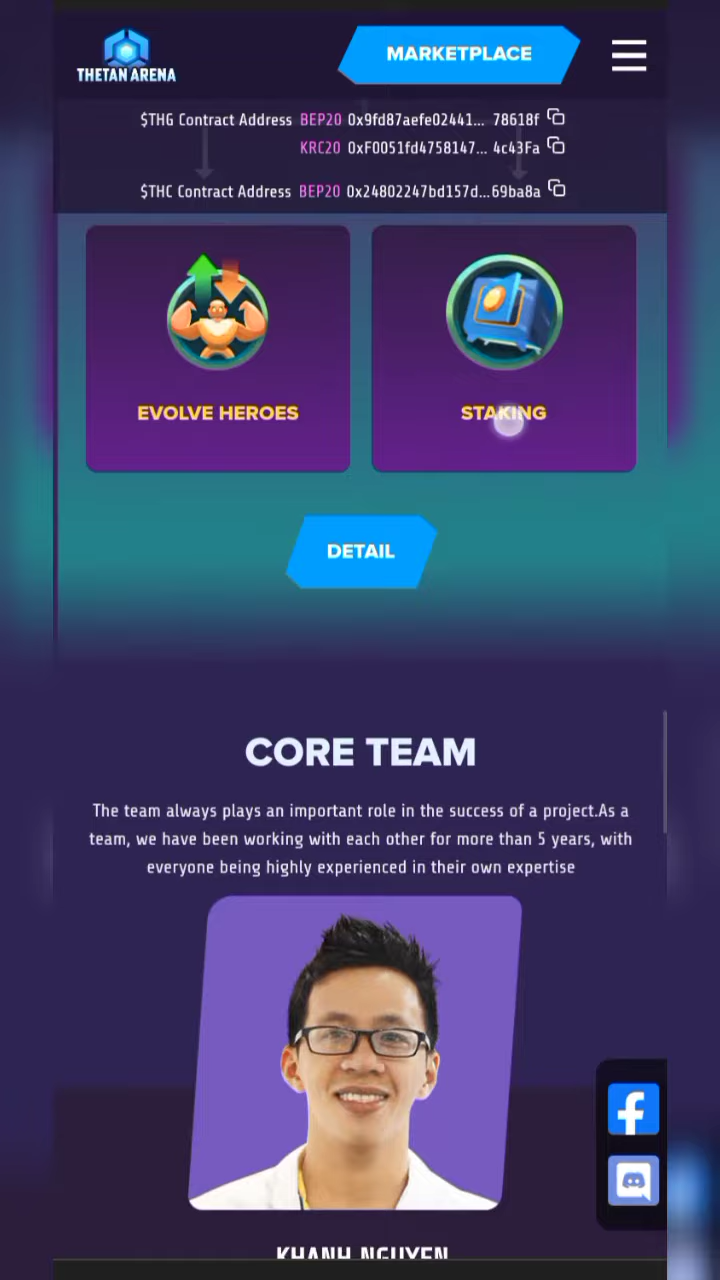 THETAN ARENA
MARKETPLACE
$THG Contract Address BEP20 0x9fd87aefe02441... 78618f
KRC20 0xF0051fd4758147... 4c43Fa
$THC Contract Address BEP20 0x24802247bd157d...69ba8a
EVOLVE HEROES
STAKING
DETAIL
CORE TEAM
The team always plays an important role in the success of a project.As a
team, we have been working with each other for more than 5 years, with
everyone being highly experienced in their own expertise
KHANH NGUYEN